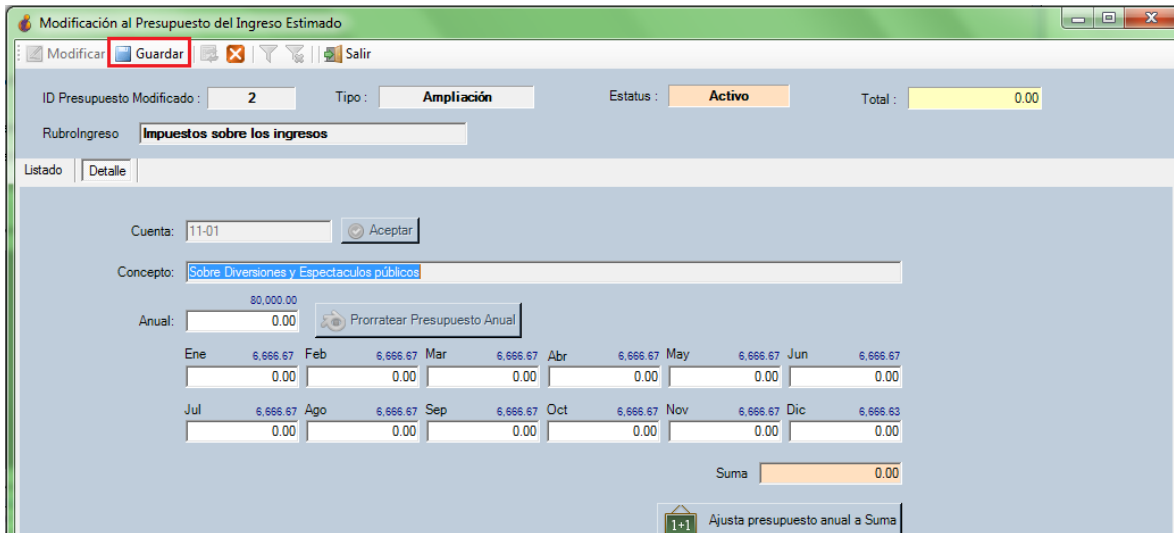 Modificación al Presupuesto del Ingreso Estimado
Modificar Guardar Salir
ID Presupuesto Modificado : 2 Tipo : Ampliación Estatus : Activo Total : 0.00
RubroIngreso Impuestos sobre los ingresos
Listado Detalle
Cuenta: 11-01 Aceptar
Concepto: Sobre Diversiones y Espectaculos públicos
80,000.00
Anual: 0.00 Prorratear Presupuesto Anual
Ene 6,666.67 Feb 6,666.67 Mar 6,666.67 Abr 6,666.67 May 6,666.67 Jun 6,666.67
0.00 0.00 0.00 0.00 0.00 0.00
Jul 6,666.67 Ago 6,666.67 Sep 6,666.67 Oct 6,666.67 Nov 6,666.67 Dic 6,666.63
0.00 0.00 0.00 0.00 0.00 0.00
Suma 0.00
1+1 Ajusta presupuesto anual a Suma